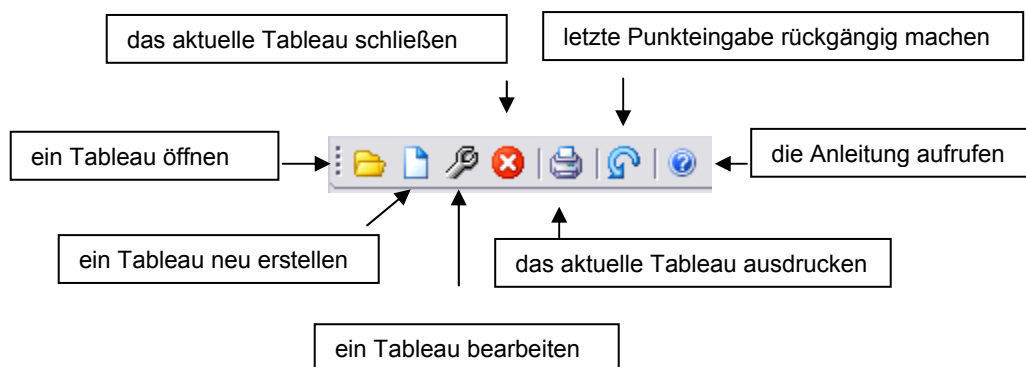 das aktuelle Tableau schließen
letzte Punkteingabe rückgängig machen
ein Tableau öffnen
die Anleitung aufrufen
ein Tableau neu erstellen
das aktuelle Tableau ausdrucken
ein Tableau bearbeiten